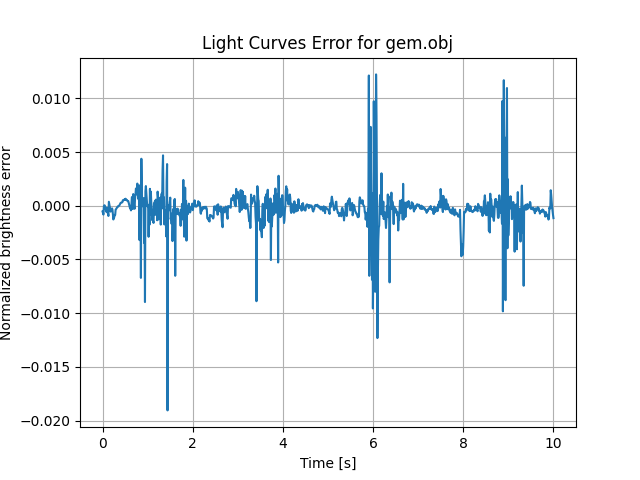 Light Curves Error for gem.obj
Normalized brightness error
0.010
0.005
0.000
−0.005
−0.010
−0.015
−0.020
0 2 4 6 8 10
Time [s]